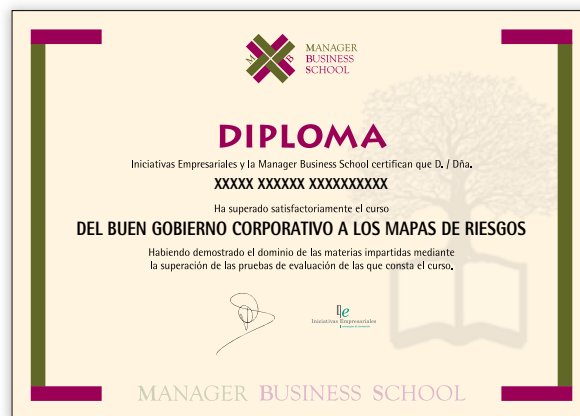 M B
MANAGER
BUSINESS
SCHOOL
DIPLOMA
Iniciativas Empresariales y la Manager Business School certifican que D. / Dña.
XXXXX XXXXXX XXXXXXXXXX
Ha superado satisfactoriamente el curso
DEL BUEN GOBIERNO CORPORATIVO A LOS MAPAS DE RIESGOS
Habiendo demostrado el dominio de las materias impartidas mediante
la superación de las pruebas de evaluación de las que consta el curso.
Ie
Iniciativas Empresariales
MANAGER BUSINESS SCHOOL